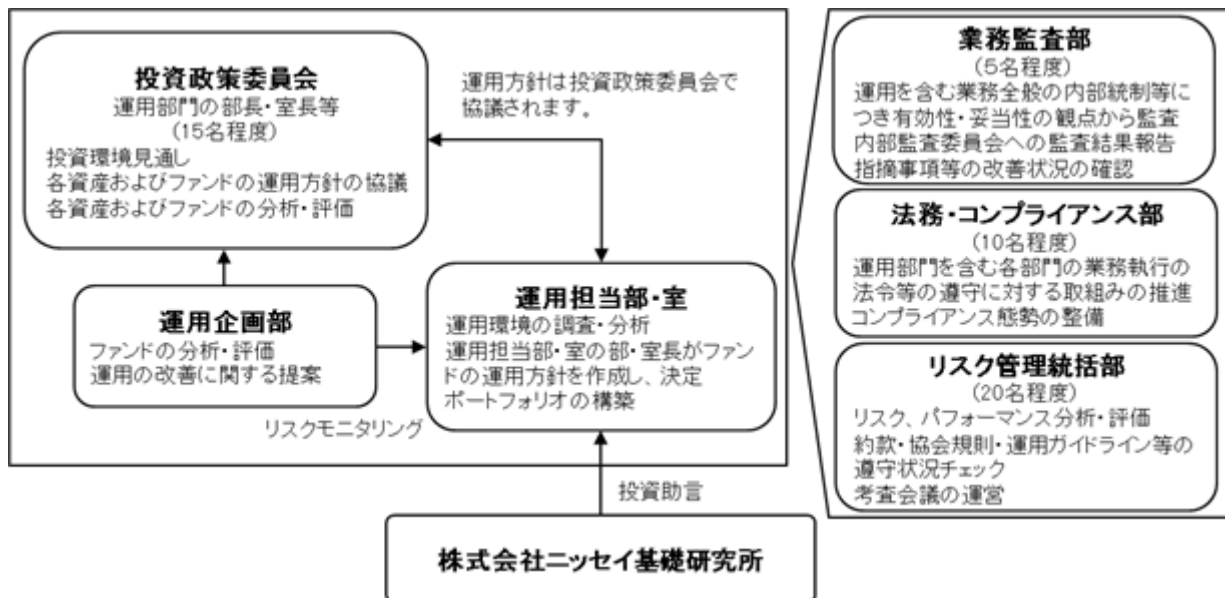 投資政策委員会
運用部門の部長・室長等
(15名程度)
投資環境見通し
各資産およびファンドの運用方針の協議
各資産およびファンドの分析・評価
運用方針は投資政策委員会で
協議されます。
運用企画部
ファンドの分析・評価
運用の改善に関する提案
リスクモニタリング
運用担当部・室
運用環境の調査・分析
運用担当部・室の部・室長がファン
ドの運用方針を作成し、決定
ポートフォリオの構築
投資助言
株式会社ニッセイ基礎研究所
業務監査部
(5名程度)
運用を含む業務全般の内部統制等に
つき有効性・妥当性の観点から監査
内部監査委員会への監査結果報告
指摘事項等の改善状況の確認
法務・コンプライアンス部
(10名程度)
運用部門を含む各部門の業務執行の
法令等の遵守に対する取組みの推進
コンプライアンス態勢の整備
リスク管理統括部
(20名程度)
リスク、パフォーマンス分析・評価
約款・協会規則・運用ガイドライン等の
遵守状況チェック
考査会議の運営